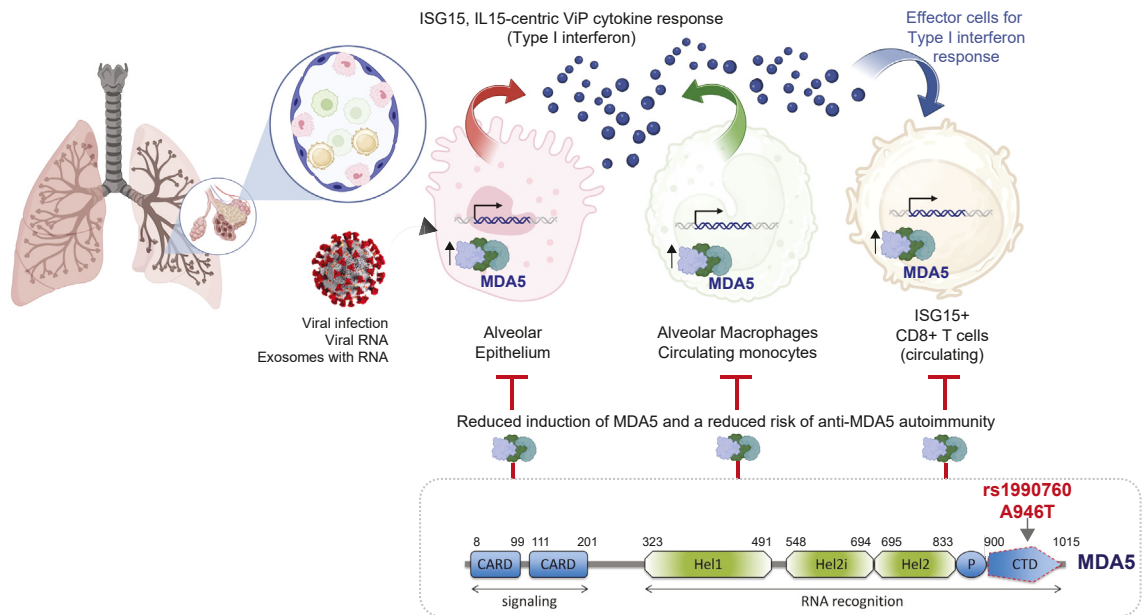 ISG15, IL15-centric ViP cytokine response
(Type I interferon)
Effector cells for
Type I interferon
response
MDA5
MDA5
MDA5
Viral infection
Viral RNA
Exosomes with RNA
Alveolar
Epithelium
Alveolar Macrophages
Circulating monocytes
ISG15+
CD8+ T cells
(circulating)
Reduced induction of MDA5 and a reduced risk of anti-MDA5 autoimmunity
rs1990760
A946T
8 99 111 201 323 491 548 694 695 833 900 1015
CARD CARD Hel1 Hel2i Hel2 P CTD MDA5
signaling RNA recognition